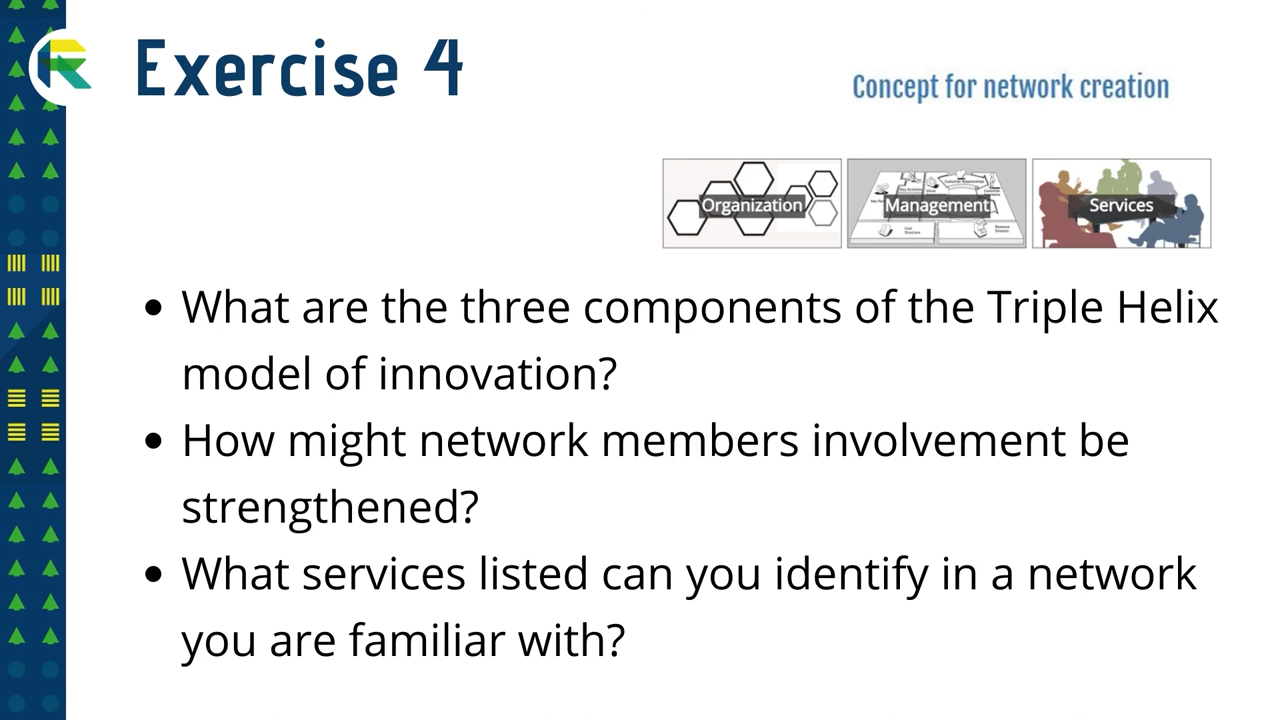 Exercise 4
Concept for network creation
Organization
Management
Services
What are the three components of the Triple Helix
model of innovation?
How might network members involvement be
strengthened?
What services listed can you identify in a network
you are familiar with?